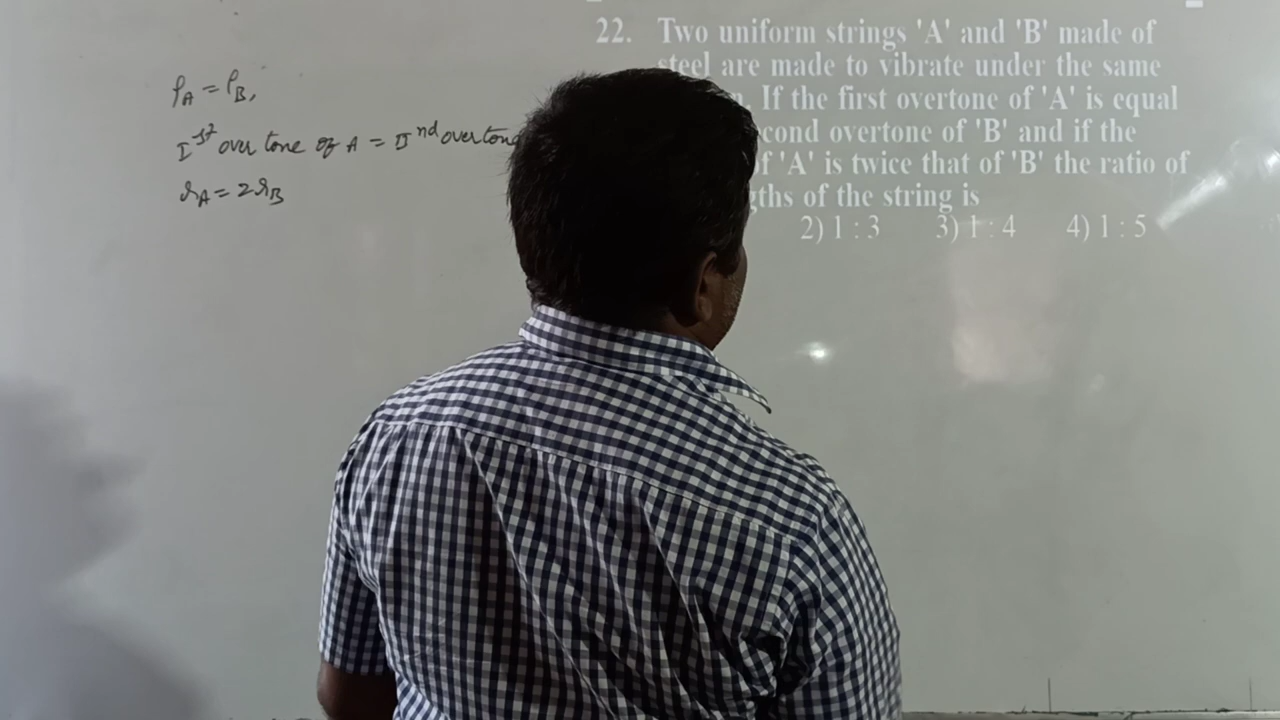 22. Two uniform strings 'A' and 'B' made of
steel are made to vibrate under the same
If the first overtone of 'A' is equal
overtone of 'B' and if the
'A' is twice that of 'B' the ratio of
of the string is
2) 1 : 3 3) 1 : 4 4) 1 : 5
ρA = ρB,
Ist over tone of A = IInd overtone
rA = 2rB